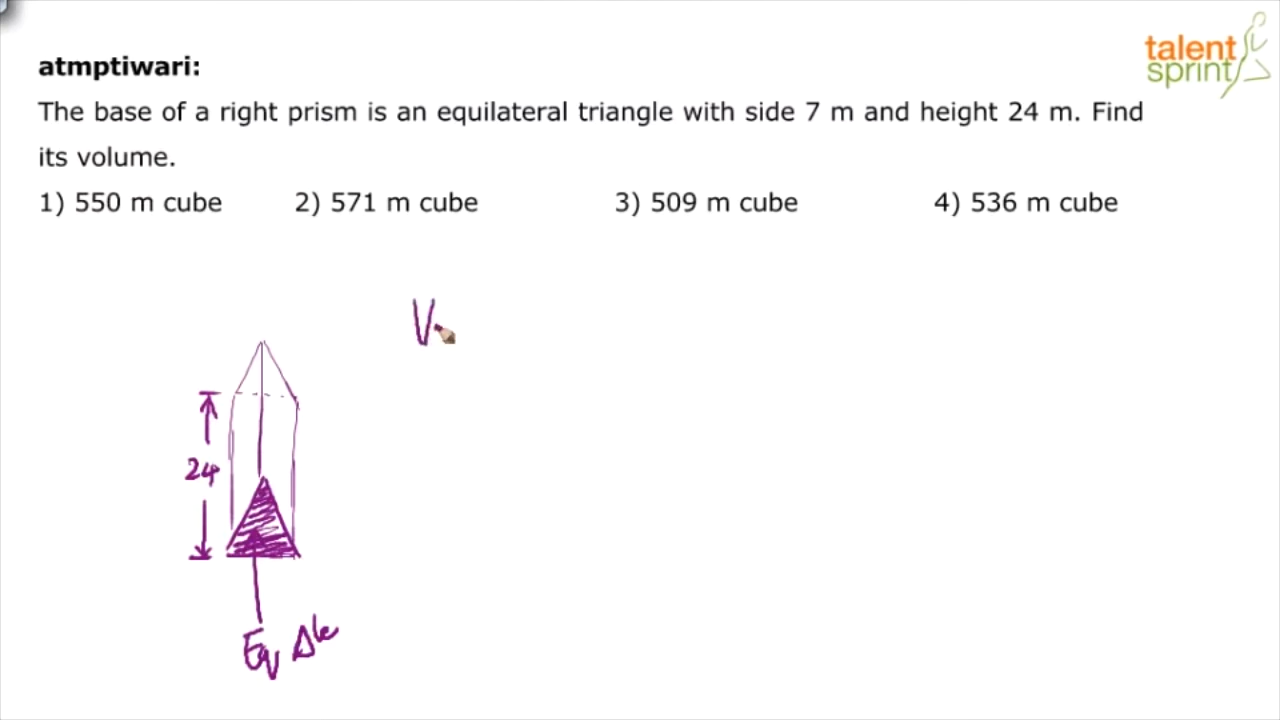 talent
sprint
atmptiwari:
The base of a right prism is an equilateral triangle with side 7 m and height 24 m. Find
its volume.
1) 550 m cube 2) 571 m cube 3) 509 m cube 4) 536 m cube
V
24
Eq Δle